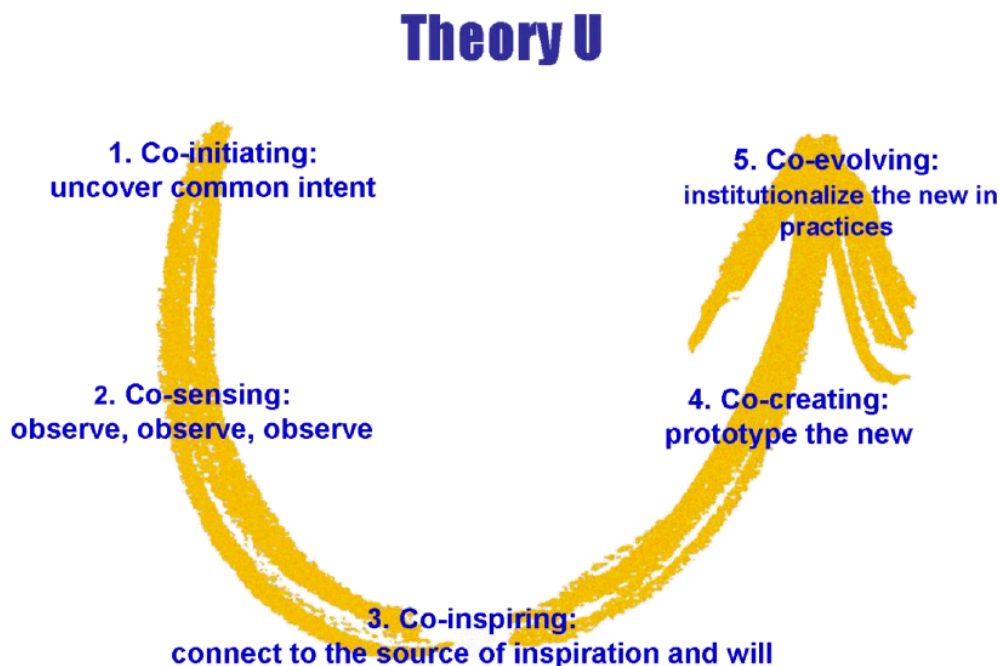 Theory U
1. Co-initiating:
uncover common intent
2. Co-sensing:
observe, observe, observe
3. Co-inspiring:
connect to the source of inspiration and will
4. Co-creating:
prototype the new
5. Co-evolving:
institutionalize the new in
practices